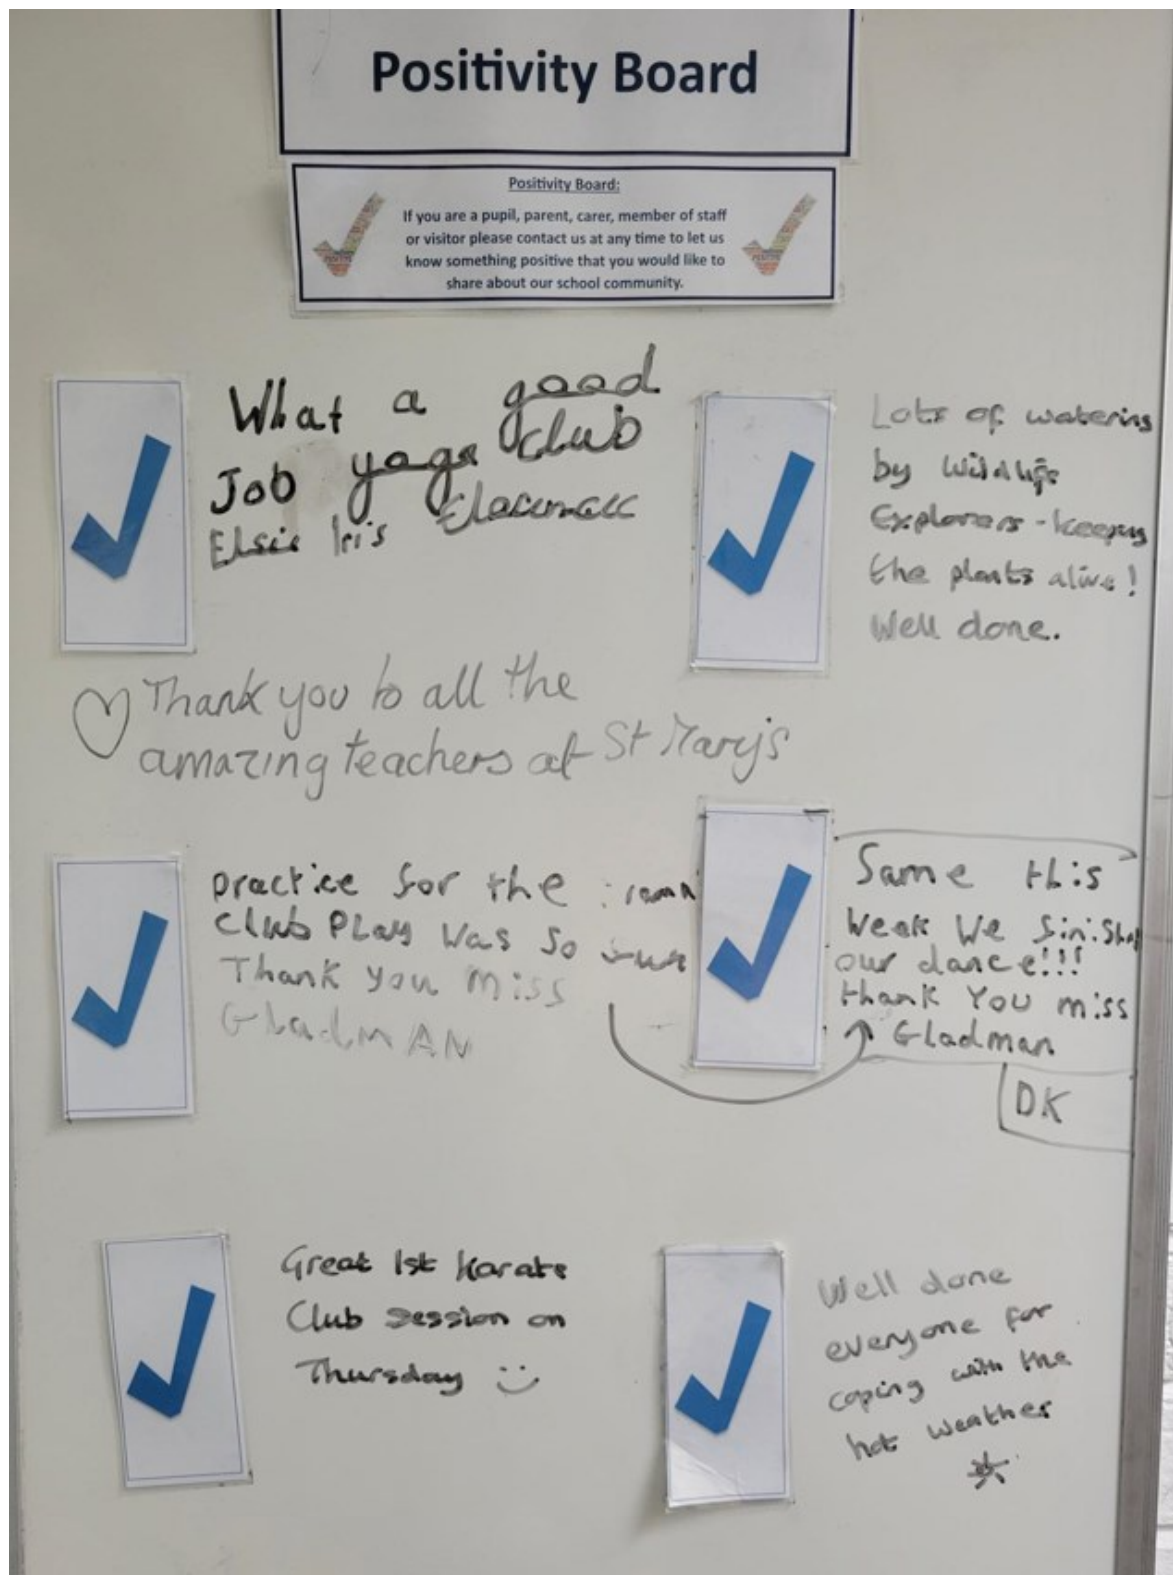 Positivity Board
Positivity Board:
If you are a pupil, parent, carer, member of staff
or visitor please contact us at any time to let us
know something positive that you would like to
share about our school community.
What a good
Job yoga club
Elsie Iris
Lots of watering
by Wildlife
Explorers - keeping
the plants alive!
Well done.
Thank you to all the
amazing teachers at St Mary's
practice for the
Club PLay Was So
Thank you miss
GladmAN
Same this
Weak We
our dance!!!
thank You miss
Gladman
DK
Great 1st Karate
Club session on
Thursday
Well done
everyone for
coping with the
hot weather